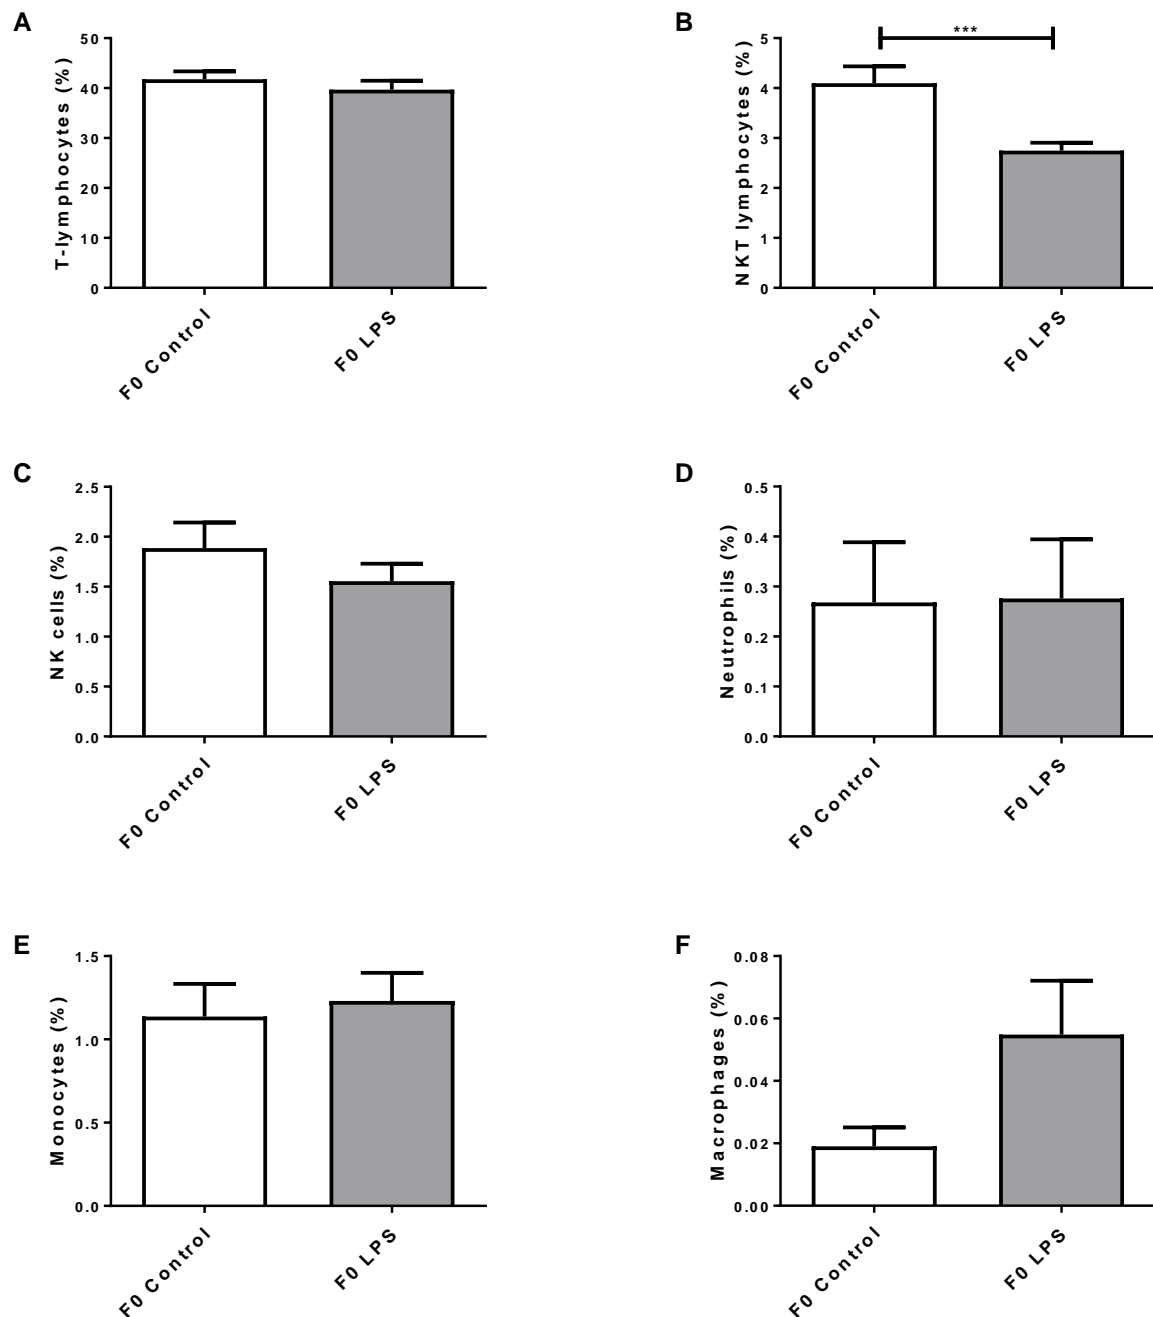 A
T-lymphocytes (%)
50
40
30
20
10
0
F0 Control
F0 LPS
B
NKT lymphocytes (%)
5
4
3
2
1
0
***
F0 Control
F0 LPS
C
NK cells (%)
2.5
2.0
1.5
1.0
0.5
0.0
F0 Control
F0 LPS
D
Neutrophils (%)
0.5
0.4
0.3
0.2
0.1
0.0
F0 Control
F0 LPS
E
Monocytes (%)
1.5
1.0
0.5
0.0
F0 Control
F0 LPS
F
Macrophages (%)
0.08
0.06
0.04
0.02
0.00
F0 Control
F0 LPS